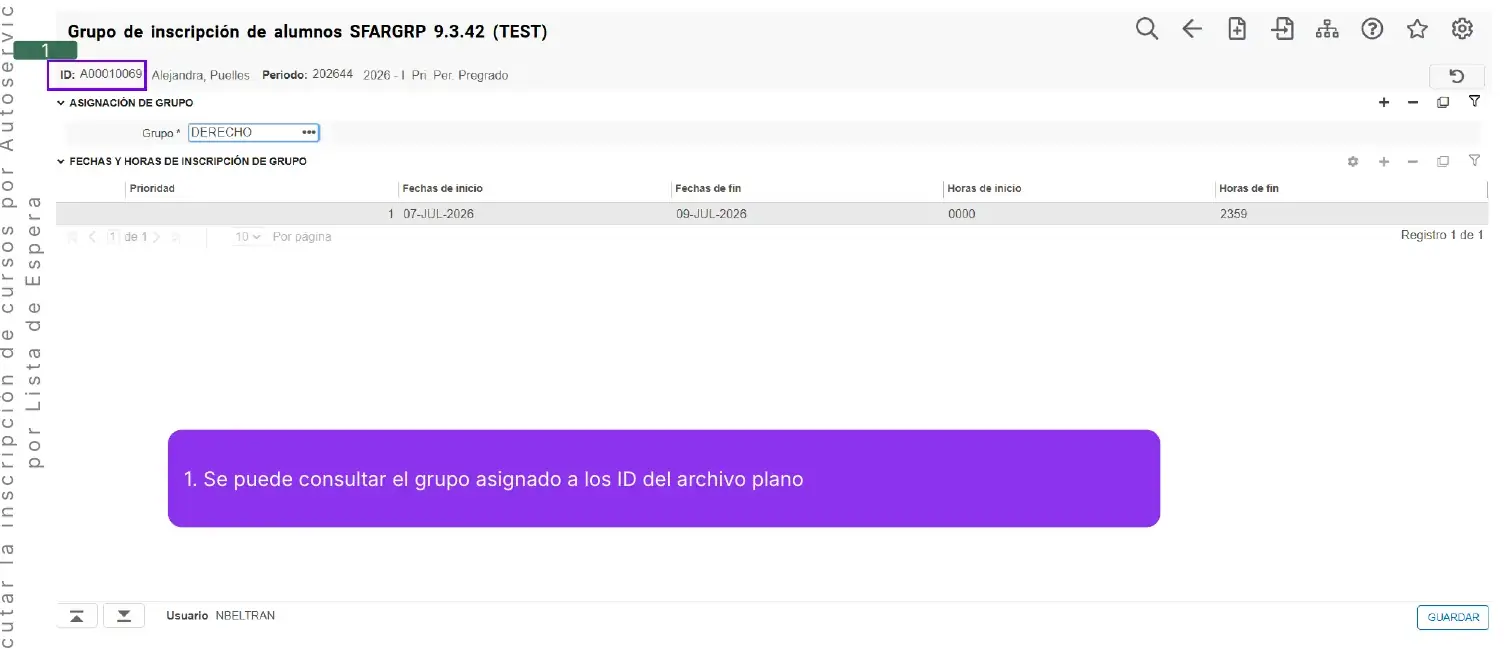 Grupo de inscripción de alumnos SFARGRP 9.3.42 (TEST)
1
ID: A00010069 Alejandra, Puelles Periodo: 202644 2026 - I Pri Per. Pregrado
ASIGNACIÓN DE GRUPO
Grupo * DERECHO
FECHAS Y HORAS DE INSCRIPCIÓN DE GRUPO
Prioridad Fechas de inicio Fechas de fin Horas de inicio Horas de fin
1 07-JUL-2026 09-JUL-2026 0000 2359
1 de 1 10 Por página Registro 1 de 1
1. Se puede consultar el grupo asignado a los ID del archivo plano
Usuario NBELTRAN
GUARDAR
cutar la inscripción de cursos por Autoservic
por Lista de Espera